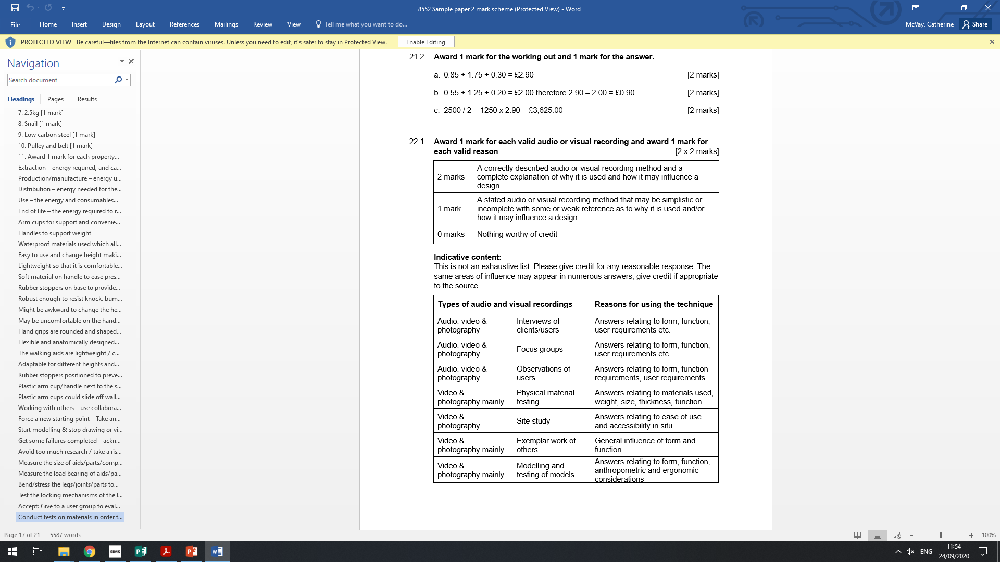 8552 Sample paper 2 mark scheme (Protected View) - Word
File Home Insert Design Layout References Mailings Review View Tell me what you want to do...
McVay, Catherine Share
PROTECTED VIEW Be careful—files from the Internet can contain viruses. Unless you need to edit, it's safer to stay in Protected View. Enable Editing
Navigation
Search document
Headings Pages Results
7. 2.5kg [1 mark]
8. Snail [1 mark]
9. Low carbon steel [1 mark]
10. Pulley and belt [1 mark]
11. Award 1 mark for each property...
Extraction – energy required, and ca...
Production/manufacture – energy u...
Distribution – energy needed for the...
Use – the energy and consumables...
End of life – the energy required to r...
Arm cups for support and convenie...
Handles to support weight
Waterproof materials used which all...
Easy to use and change height maki...
Lightweight so that it is comfortable...
Soft material on handle to ease pres...
Rubber stoppers on base to provide...
Robust enough to resist knock, bum...
Might be awkward to change the he...
May be uncomfortable on the hand...
Hand grips are rounded and shaped...
Flexible and anatomically designed...
The walking aids are lightweight / c...
Adaptable for different heights and...
Rubber stoppers positioned to preve...
Plastic arm cup/handle next to the s...
Plastic arm cups could slide off wall...
Working with others – use collabora...
Force a new starting point – Take an...
Start modelling & stop drawing or vi...
Get some failures completed – ackn...
Avoid too much research / take a ris...
Measure the size of aids/parts/comp...
Measure the load bearing of aids/pa...
Bend/stress the legs/joints/parts to...
Test the locking mechanisms of the l...
Accept: Give to a user group to eval...
Conduct tests on materials in order t...
21.2 Award 1 mark for the working out and 1 mark for the answer.
a. 0.85 + 1.75 + 0.30 = £2.90 [2 marks]
b. 0.55 + 1.25 + 0.20 = £2.00 therefore 2.90 – 2.00 = £0.90 [2 marks]
c. 2500 / 2 = 1250 x 2.90 = £3,625.00 [2 marks]
22.1 Award 1 mark for each valid audio or visual recording and award 1 mark for
each valid reason [2 x 2 marks]
2 marks
A correctly described audio or visual recording method and a
complete explanation of why it is used and how it may influence a
design
1 mark
A stated audio or visual recording method that may be simplistic or
incomplete with some or weak reference as to why it is used and/or
how it may influence a design
0 marks Nothing worthy of credit
Indicative content:
This is not an exhaustive list. Please give credit for any reasonable response. The
same areas of influence may appear in numerous answers, give credit if appropriate
to the source.
Types of audio and visual recordings Reasons for using the technique
Audio, video & Interviews of Answers relating to form, function,
photography clients/users user requirements etc.
Audio, video & Focus groups Answers relating to form, function,
photography user requirements etc.
Audio, video & Observations of Answers relating to form, function
photography users requirements, user requirements
Video & Physical material Answers relating to materials used,
photography mainly testing weight, size, thickness, function
Video & Site study Answers relating to ease of use
photography and accessibility in situ
Video & Exemplar work of General influence of form and
photography mainly others function
Video & Modelling and Answers relating to form, function,
photography mainly testing of models anthropometric and ergonomic
considerations
Page 17 of 21 5587 words
100%
SIMS
ENG
11:54
24/09/2020